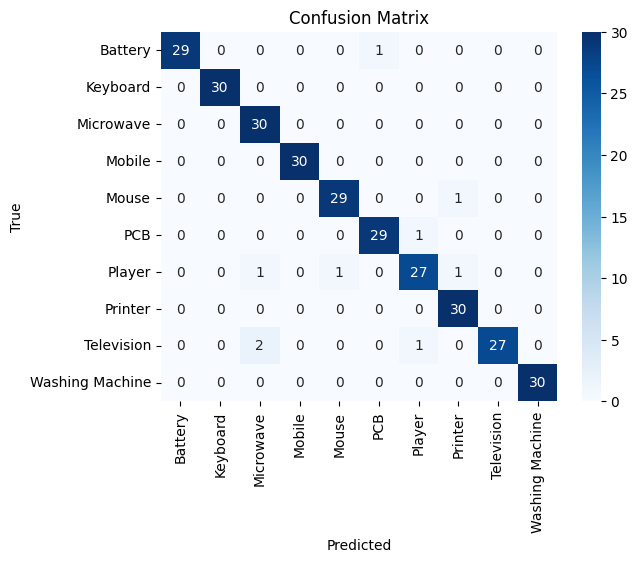 Confusion Matrix
Battery 29 0 0 0 0 1 0 0 0 0
Keyboard 0 30 0 0 0 0 0 0 0 0
Microwave 0 0 30 0 0 0 0 0 0 0
Mobile 0 0 0 30 0 0 0 0 0 0
Mouse 0 0 0 0 29 0 0 1 0 0
PCB 0 0 0 0 0 29 1 0 0 0
Player 0 0 1 0 1 0 27 1 0 0
Printer 0 0 0 0 0 0 0 30 0 0
Television 0 0 2 0 0 0 1 0 27 0
Washing Machine 0 0 0 0 0 0 0 0 0 30
True
Battery
Keyboard
Microwave
Mobile
Mouse
PCB
Player
Printer
Television
Washing Machine
Predicted
30
25
20
15
10
5
0